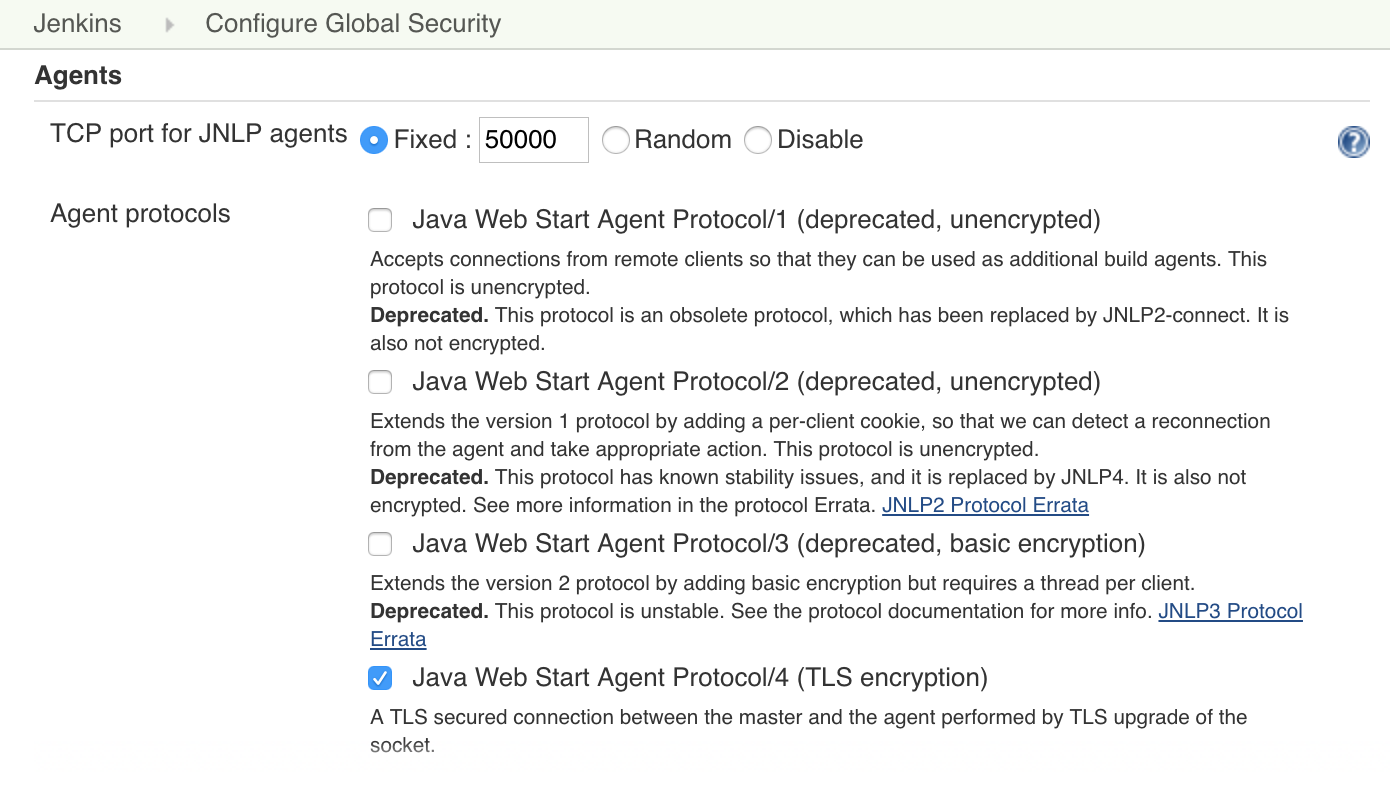 Jenkins Configure Global Security
Agents
TCP port for JNLP agents Fixed : 50000 Random Disable ?
Agent protocols Java Web Start Agent Protocol/1 (deprecated, unencrypted)
Accepts connections from remote clients so that they can be used as additional build agents. This
protocol is unencrypted.
Deprecated. This protocol is an obsolete protocol, which has been replaced by JNLP2-connect. It is
also not encrypted.
Java Web Start Agent Protocol/2 (deprecated, unencrypted)
Extends the version 1 protocol by adding a per-client cookie, so that we can detect a reconnection
from the agent and take appropriate action. This protocol is unencrypted.
Deprecated. This protocol has known stability issues, and it is replaced by JNLP4. It is also not
encrypted. See more information in the protocol Errata. JNLP2 Protocol Errata
Java Web Start Agent Protocol/3 (deprecated, basic encryption)
Extends the version 2 protocol by adding basic encryption but requires a thread per client.
Deprecated. This protocol is unstable. See the protocol documentation for more info. JNLP3 Protocol
Errata
Java Web Start Agent Protocol/4 (TLS encryption)
A TLS secured connection between the master and the agent performed by TLS upgrade of the
socket.